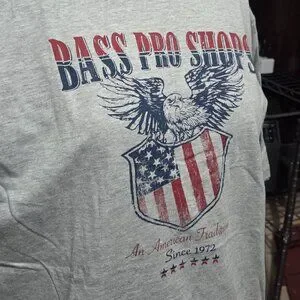 BASS PRO SHOPS
An American Tradition
Since 1972